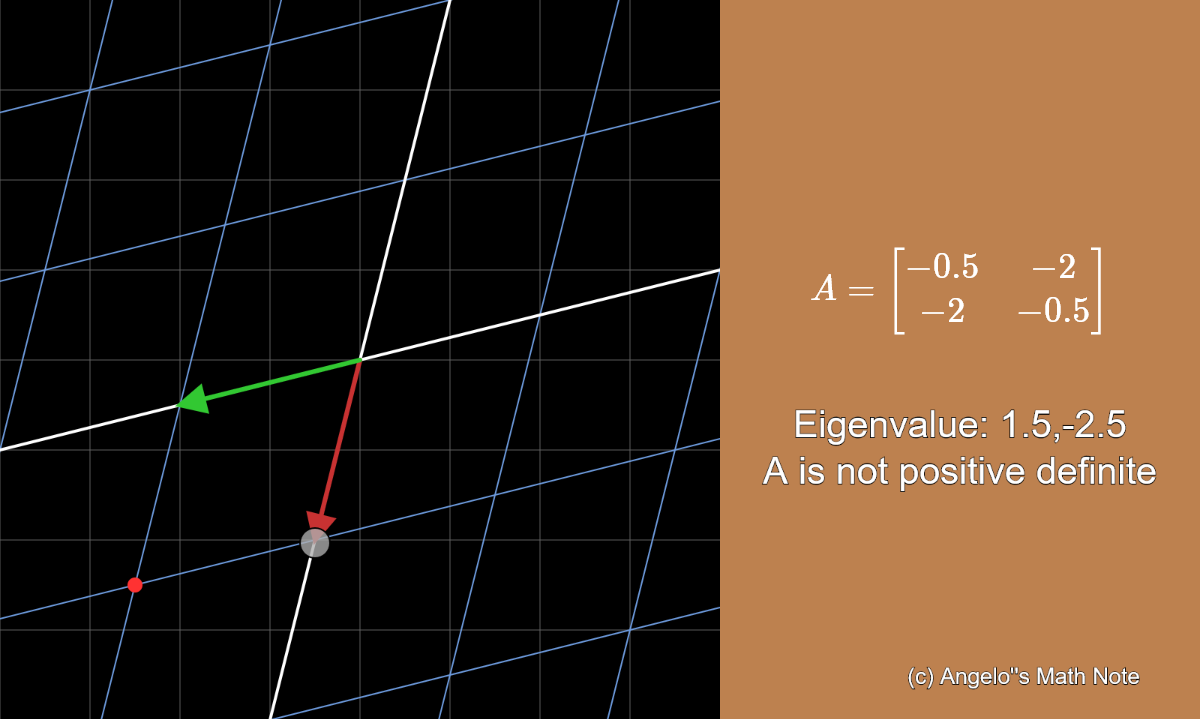 A = [−0.5 −2
−2 −0.5]
Eigenvalue: 1.5,-2.5
A is not positive definite
(c) Angelo"s Math Note